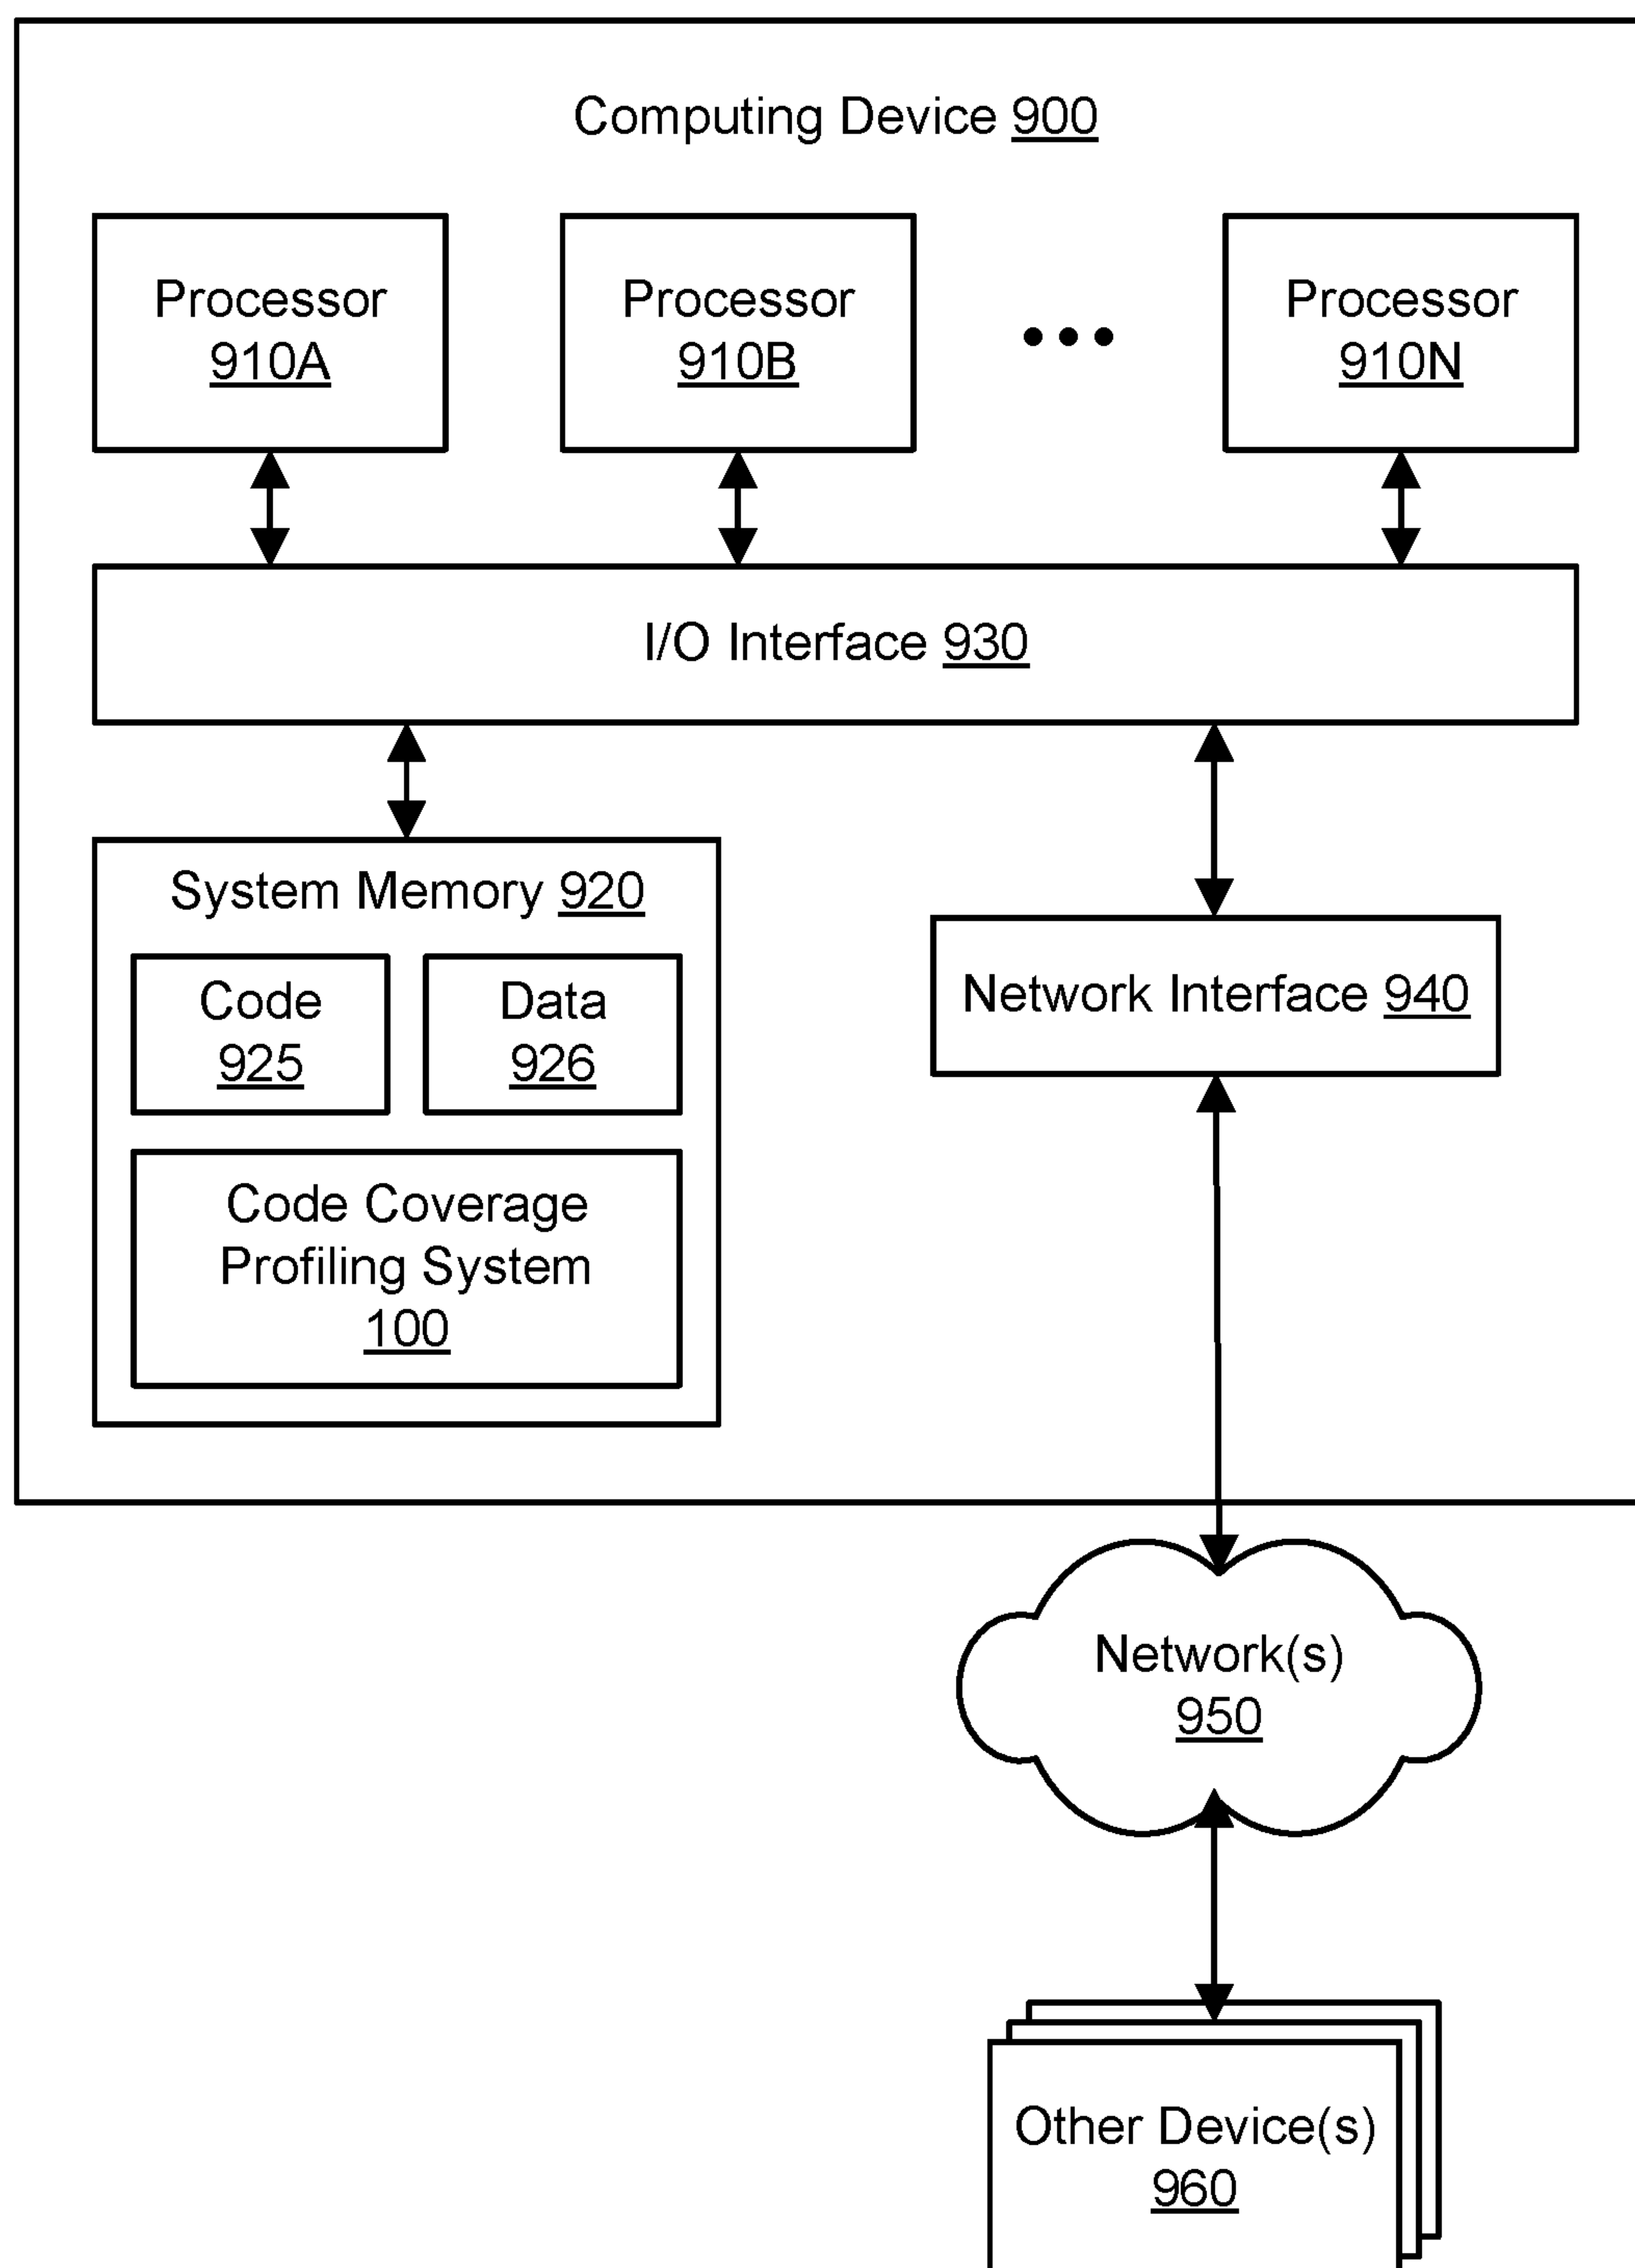 Computing Device 900
Processor
910A
Processor
910B
Processor
910N
I/O Interface 930
System Memory 920
Code
925
Data
926
Code Coverage
Profiling System
100
Network Interface 940
Network(s)
950
Other Device(s)
960